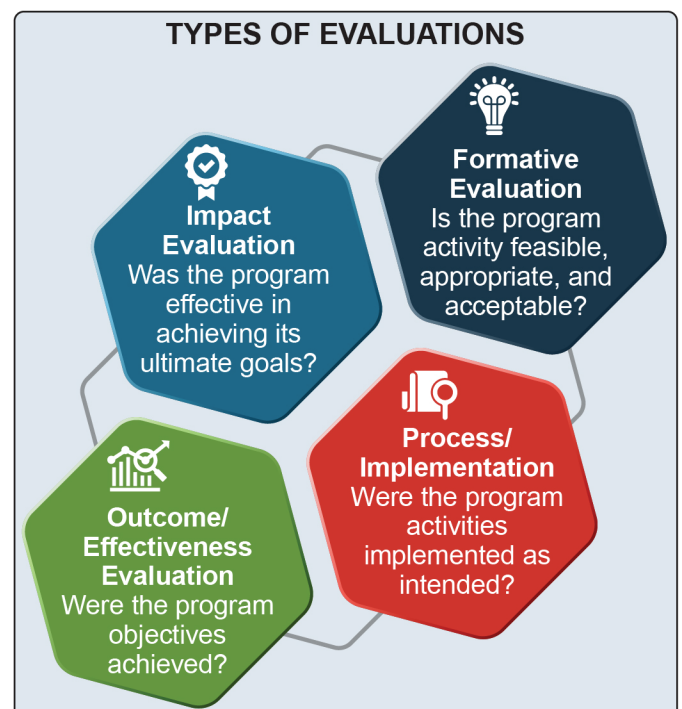 TYPES OF EVALUATIONS
Impact
Evaluation
Was the program
effective in
achieving its
ultimate goals?
Formative
Evaluation
Is the program
activity feasible,
appropriate, and
acceptable?
Process/
Implementation
Were the program
activities
implemented as
intended?
Outcome/
Effectiveness
Evaluation
Were the program
objectives
achieved?